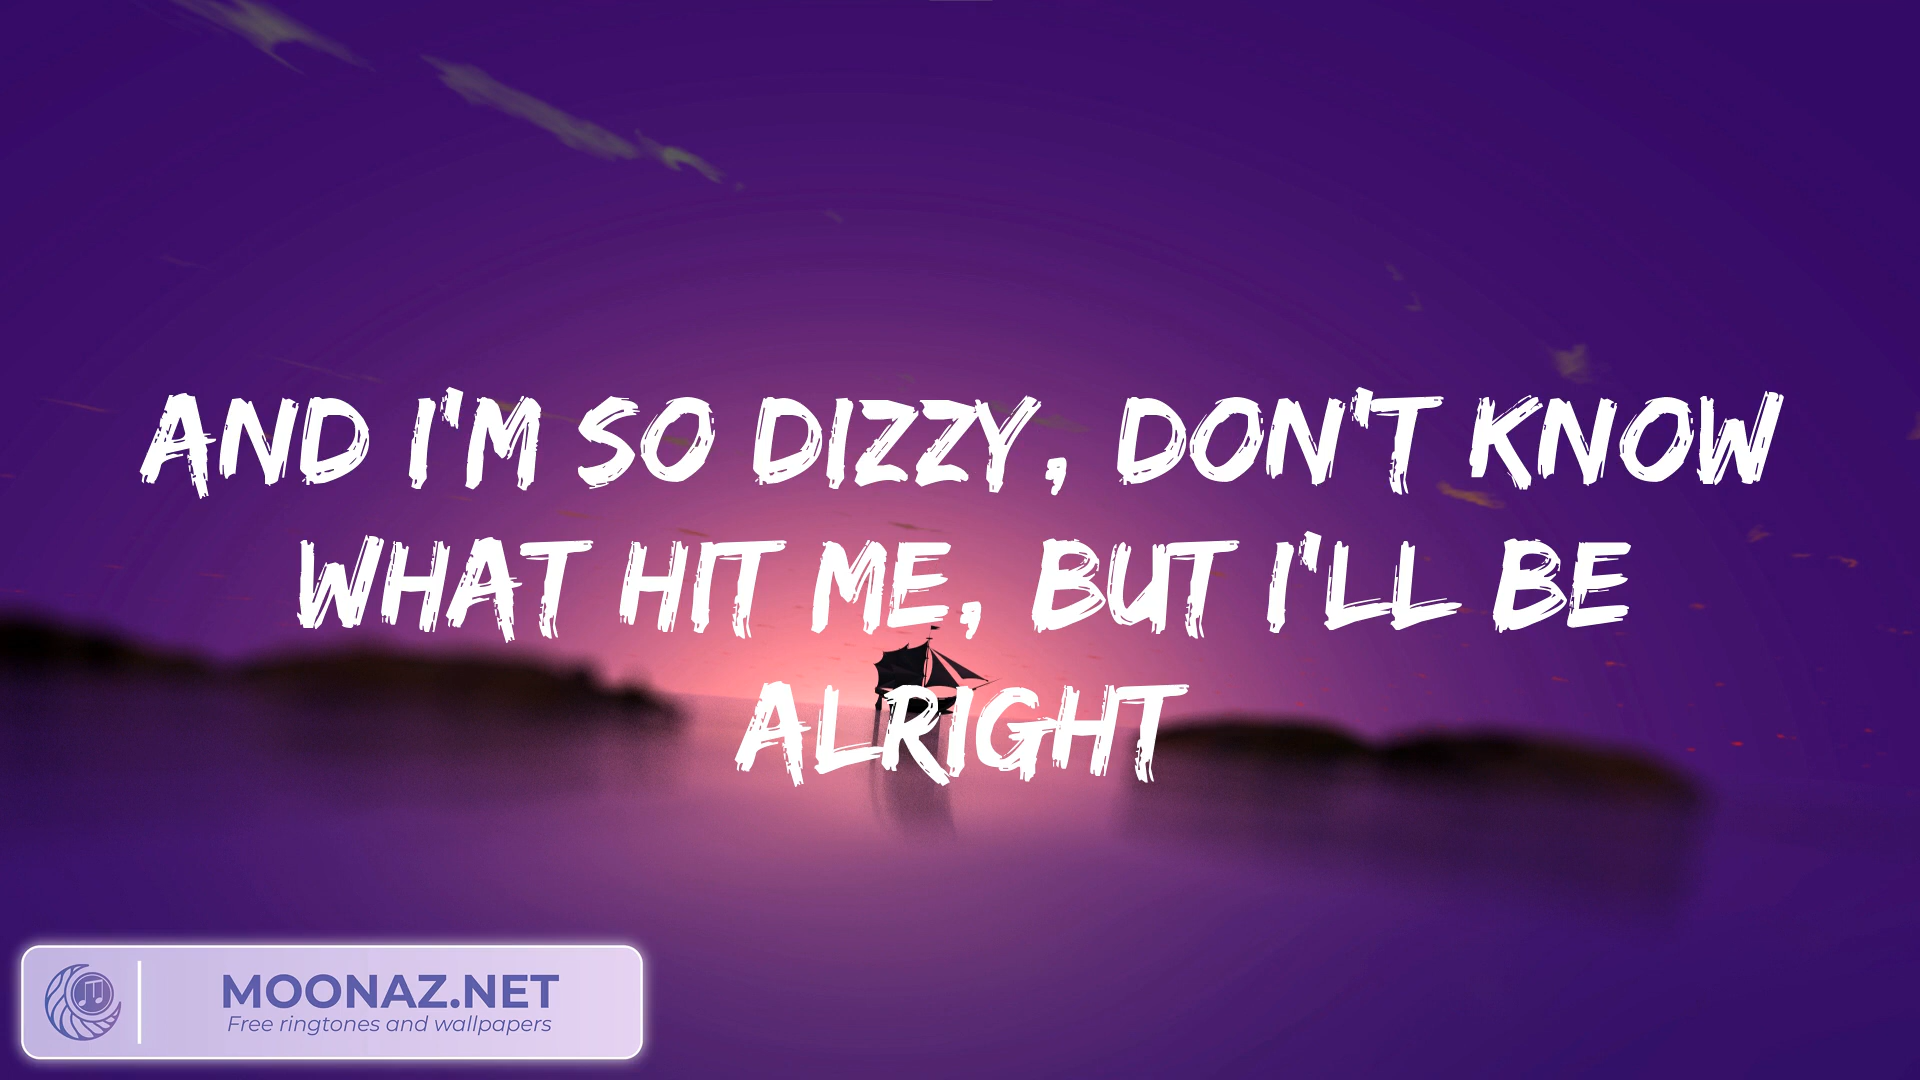 AND I'M SO DIZZY, DON'T KNOW
WHAT HIT ME, BUT I'LL BE
ALRIGHT
MOONAZ.NET
Free ringtones and wallpapers